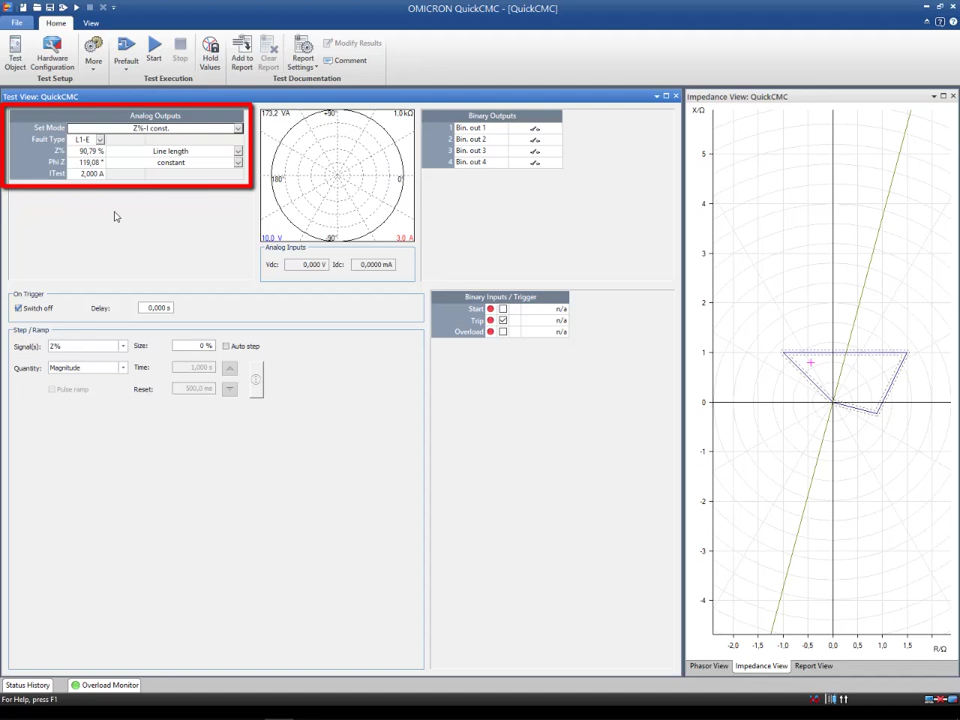 OMICRON QuickCMC - [QuickCMC]
File Home View
Test Object
Hardware Configuration
More
Prefault
Start
Stop
Hold Values
Add to Report
Clear Report
Report Settings
Modify Results
Comment
Test Setup
Test Execution
Test Documentation
Test View: QuickCMC
Analog Outputs
Set Mode Z%-I const.
Fault Type L1-E
Z% 90,79 % Line length
Phi Z 119,08 ° constant
ITest 2,000 A
173,2 VA +90° 1,0 kΩ
180° 0°
10,0 V -90° 3,0 A
Analog Inputs
Vdc: 0,000 V Idc: 0,0000 mA
Binary Outputs
1 Bin. out 1
2 Bin. out 2
3 Bin. out 3
4 Bin. out 4
On Trigger
Switch off Delay: 0,000 s
Step / Ramp
Signal(s): Z% Size: 0 % Auto step
Quantity: Magnitude Time: 1,000 s
Pulse ramp Reset: 500,0 ms
Binary Inputs / Trigger
Start n/a
Trip n/a
Overload n/a
Impedance View: QuickCMC
X/Ω
5
4
3
2
1
0
-1
-2
-3
-4
-2,0 -1,5 -1,0 -0,5 0,0 0,5 1,0 1,5
R/Ω
Phasor View Impedance View Report View
Status History Overload Monitor
For Help, press F1